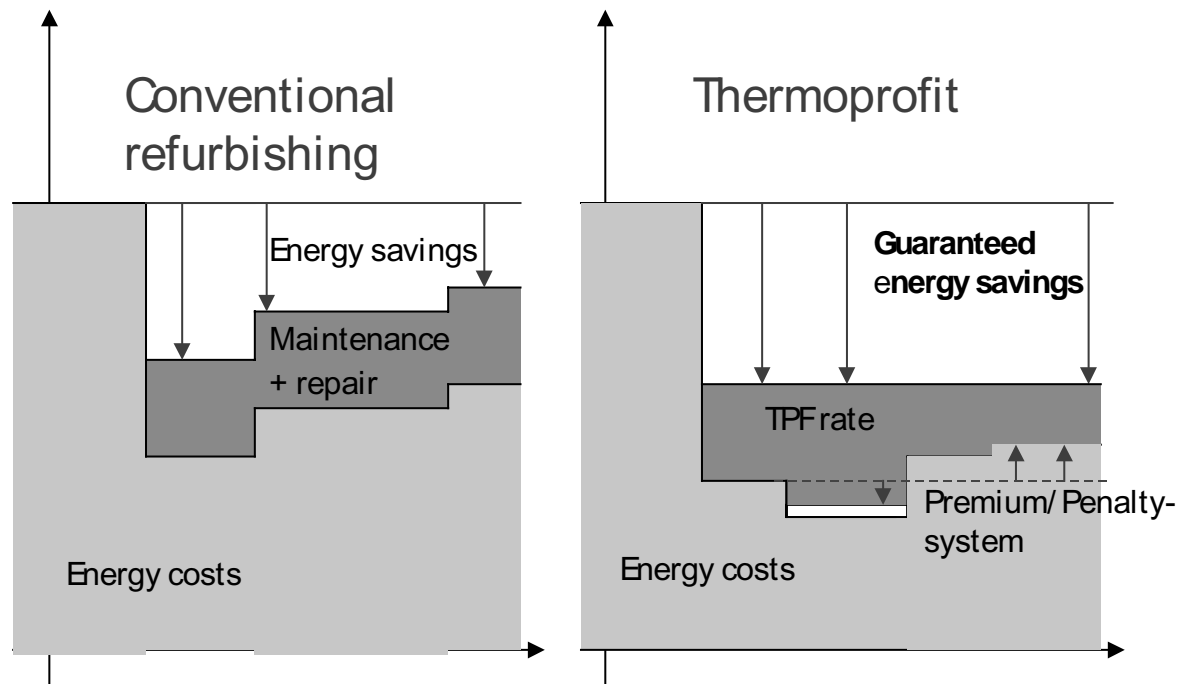 Conventional
refurbishing
Energy savings
Maintenance
+ repair
Energy costs
Thermoprofit
Guaranteed
energy savings
TPF rate
Premium/ Penalty-
system
Energy costs